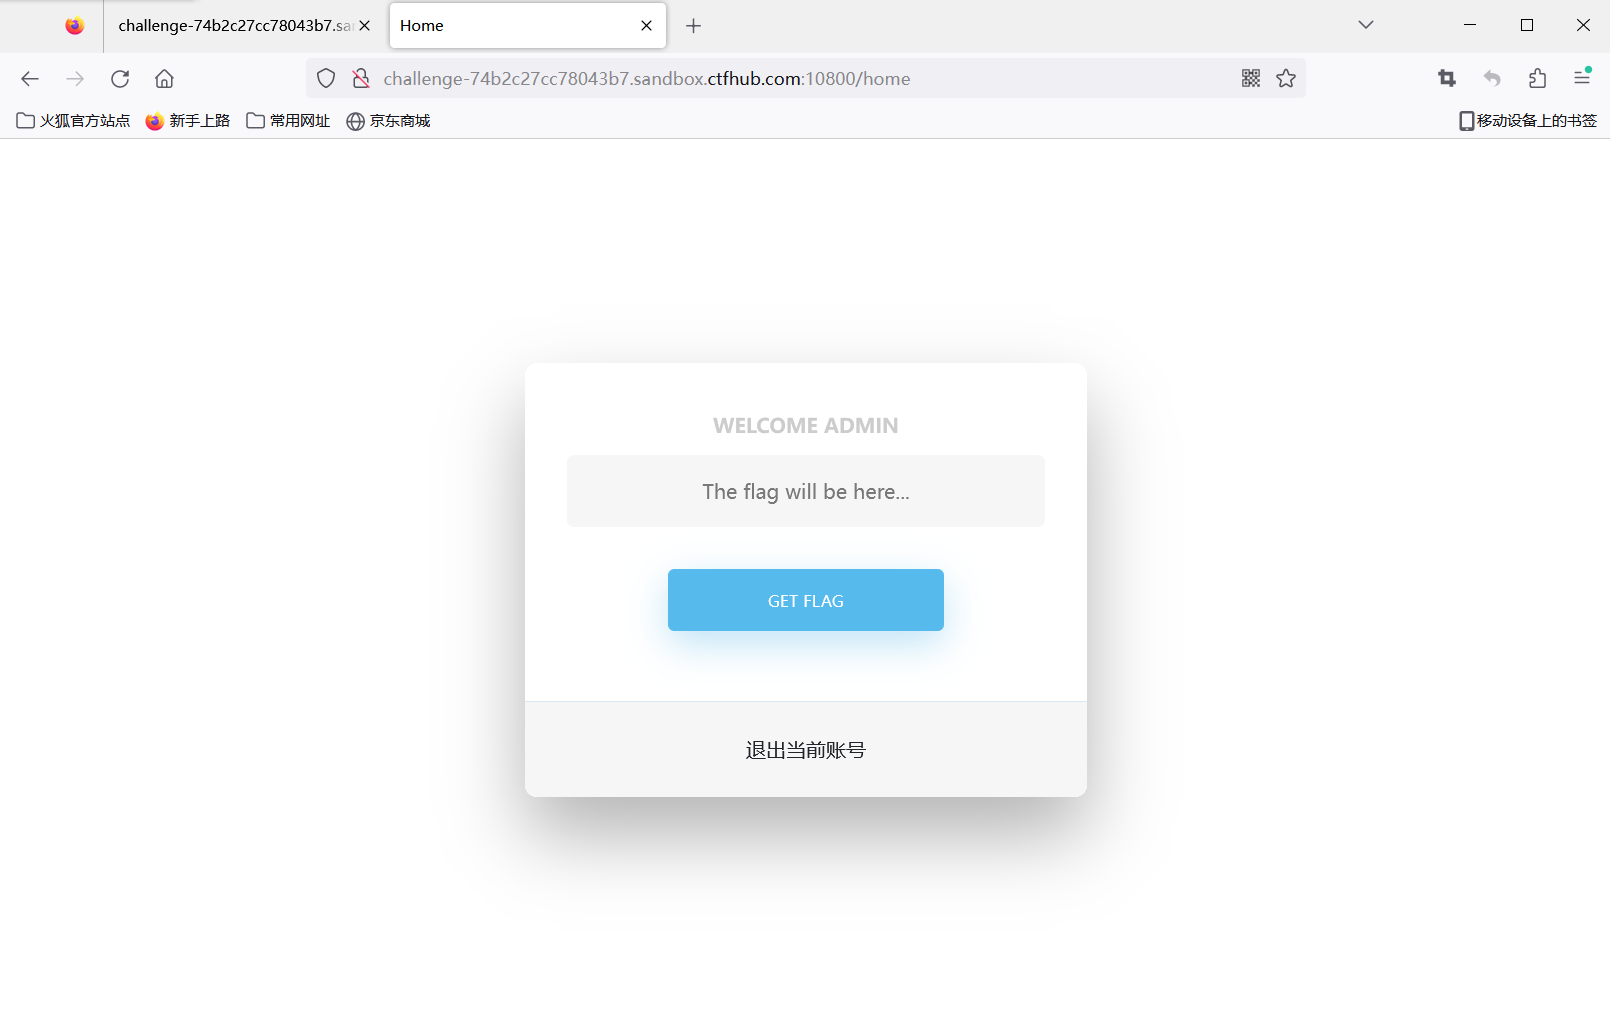 challenge-74b2c27cc78043b7.sa
Home
challenge-74b2c27cc78043b7.sandbox.ctfhub.com:10800/home
火狐官方站点 新手上路 常用网址 京东商城 移动设备上的书签
WELCOME ADMIN
The flag will be here...
GET FLAG
退出当前账号